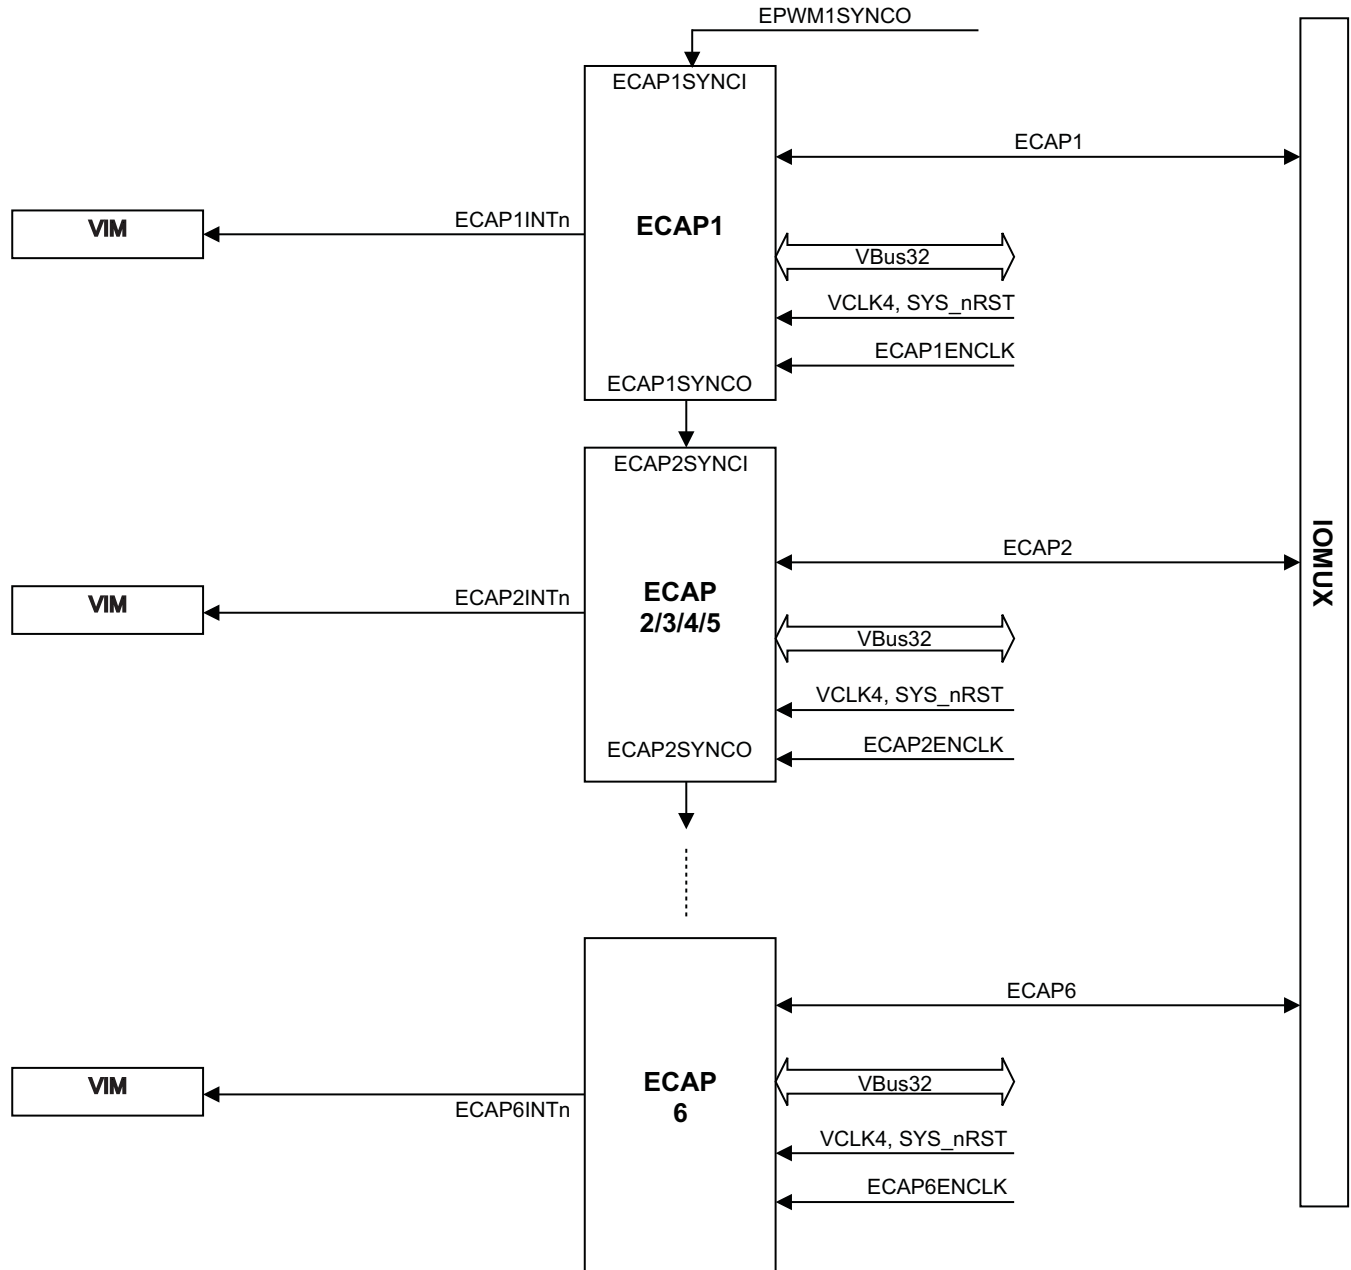 EPWM1SYNCO
ECAP1SYNCI
ECAP1
VIM
ECAP1INTn
ECAP1
VBus32
VCLK4, SYS_nRST
ECAP1ENCLK
ECAP1SYNCO
ECAP2SYNCI
ECAP2
IOMUX
VIM
ECAP2INTn
ECAP
2/3/4/5
VBus32
VCLK4, SYS_nRST
ECAP2ENCLK
ECAP2SYNCO
ECAP6
VIM
ECAP6INTn
ECAP
6
VBus32
VCLK4, SYS_nRST
ECAP6ENCLK